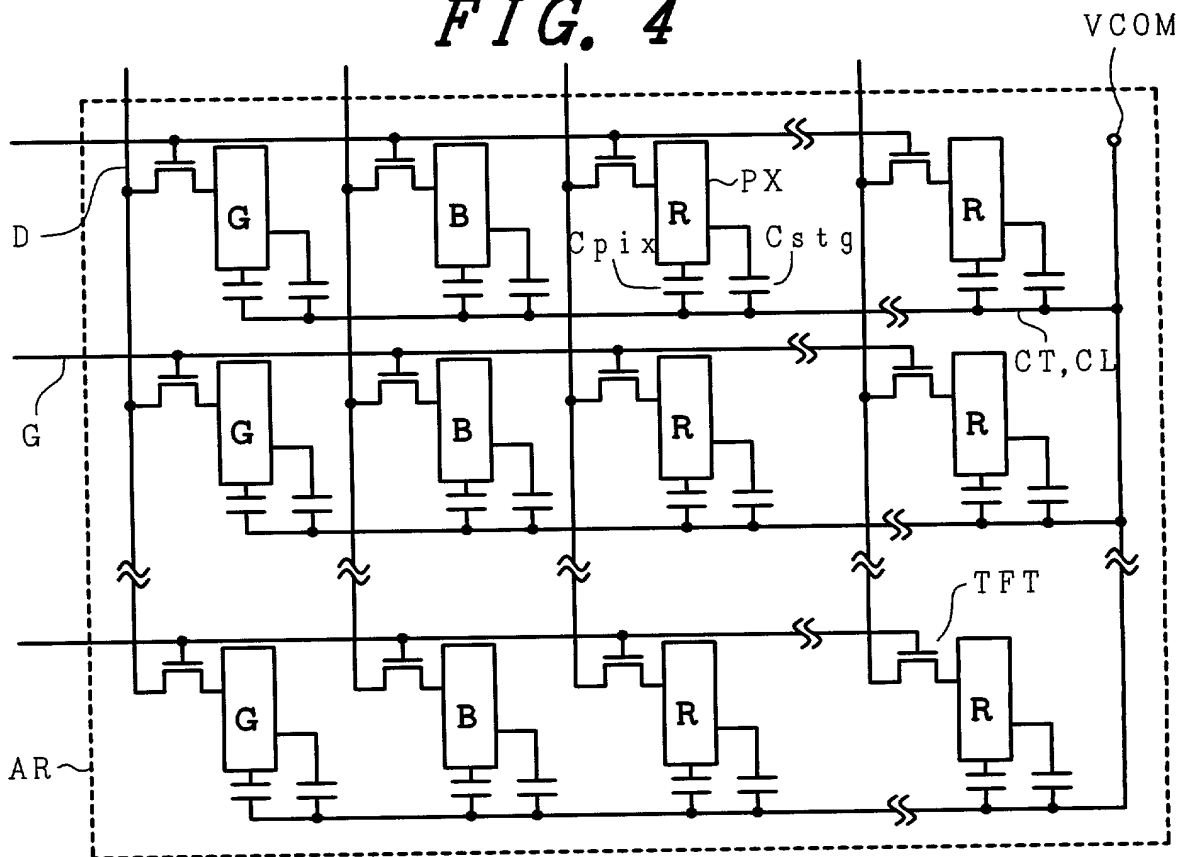 FIG. 4
VCOM
G B R R
PX
D
Cpix Cstg
CT,CL
G
G B R R
TFT
G B R R
AR